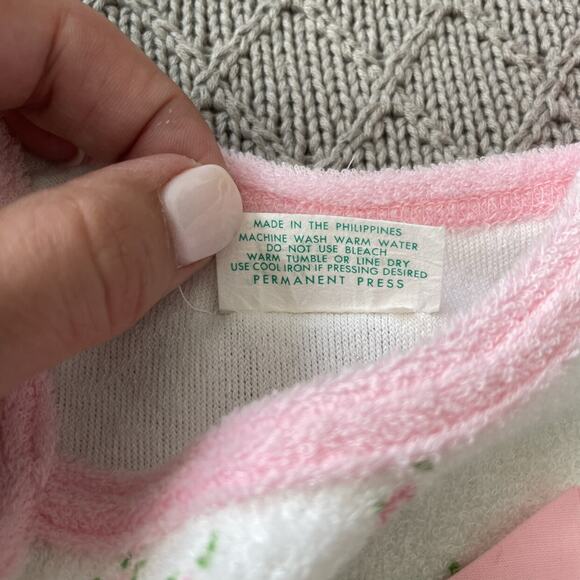 MADE IN THE PHILIPPINES
MACHINE WASH WARM WATER
DO NOT USE BLEACH
WARM TUMBLE OR LINE DRY
USE COOL IRON IF PRESSING DESIRED
PERMANENT PRESS